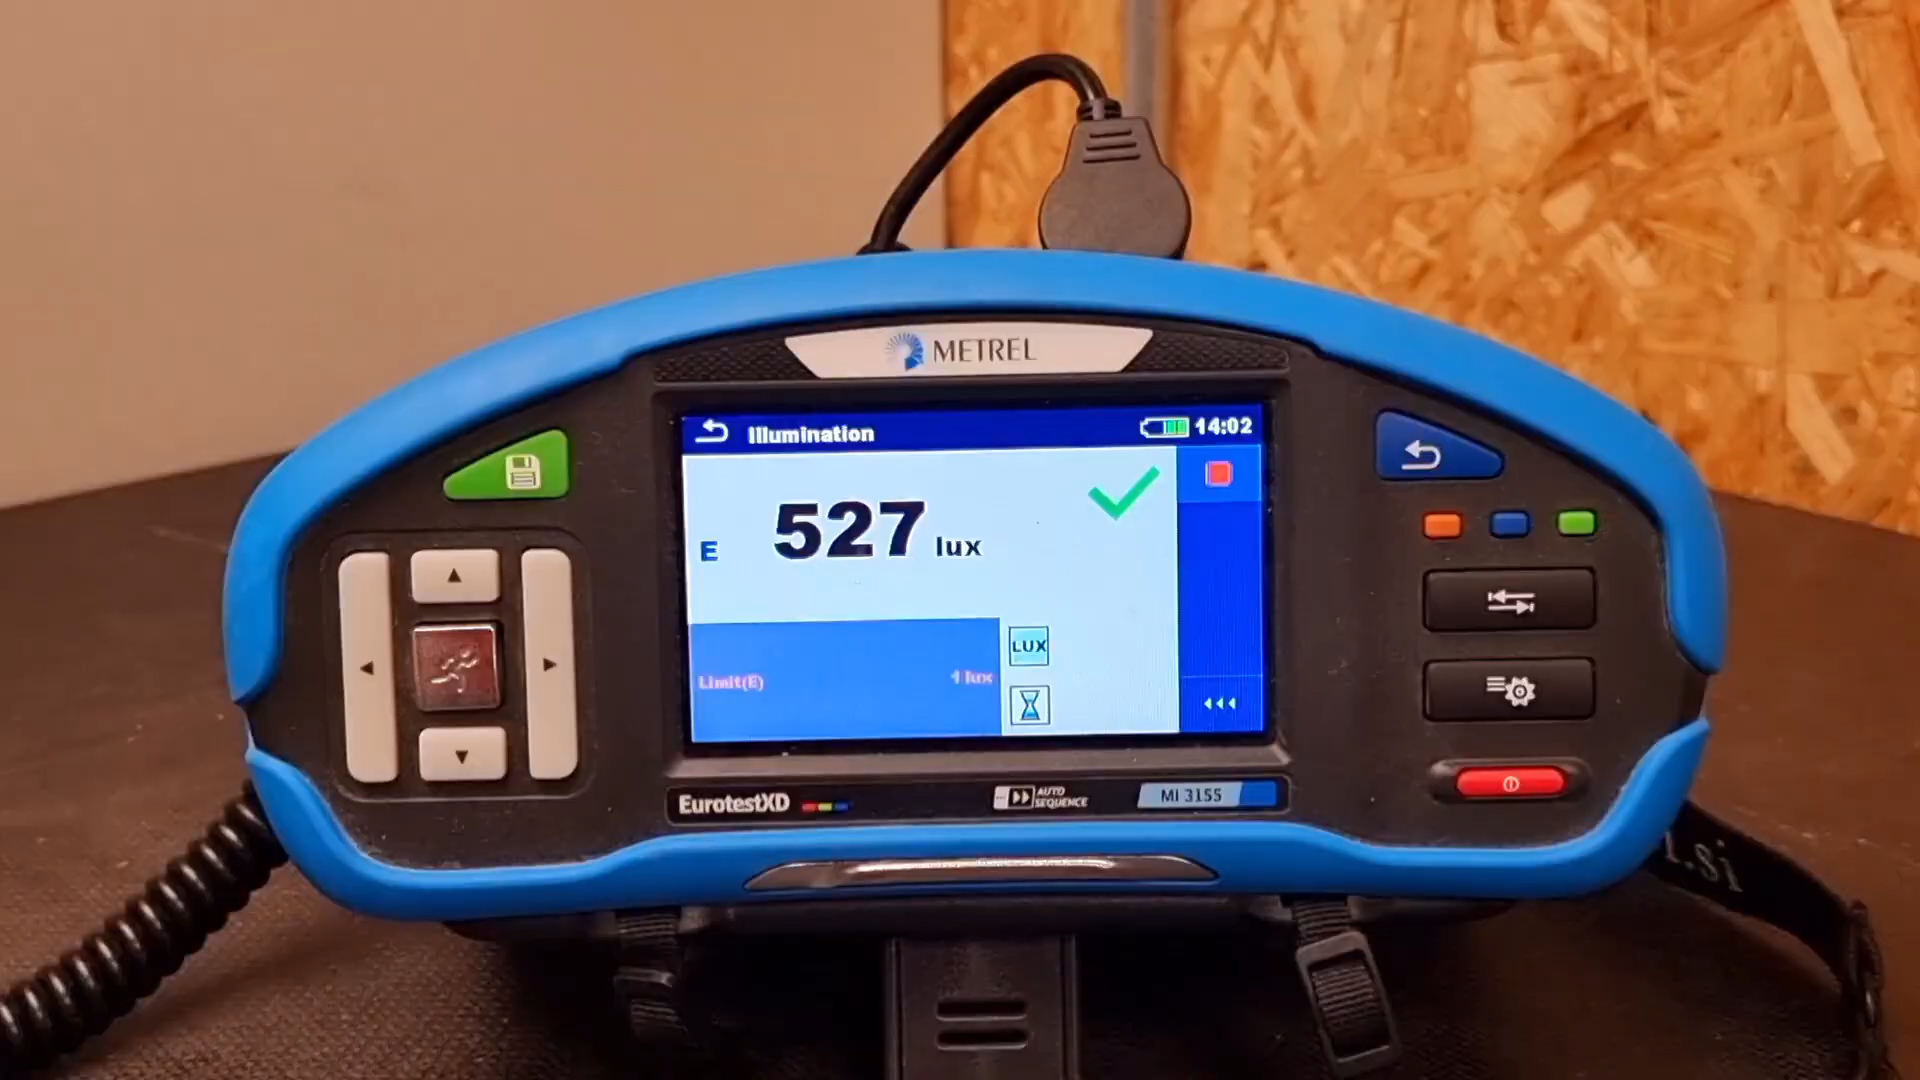 METREL
Illumination
14:02
E 527 lux
LUX
Limit(E) 1 lux
EurotestXD
AUTO
SEQUENCE
MI 3155